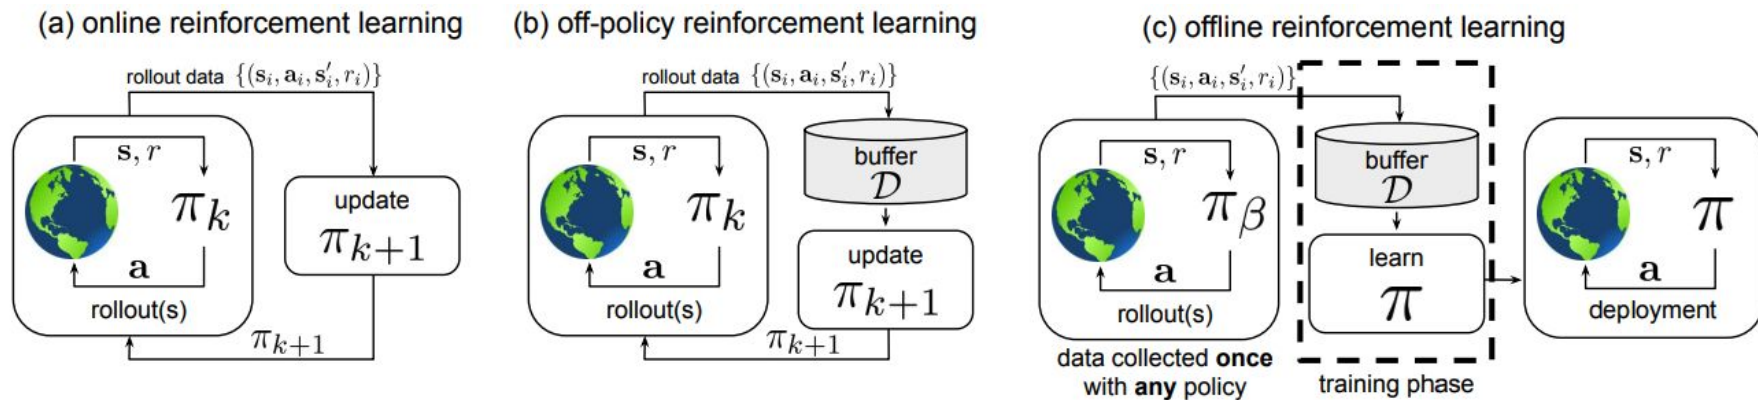 (a) online reinforcement learning
rollout data {(s_i, a_i, s'_i, r_i)}
s, r
π_k
a
rollout(s)
update
π_{k+1}
π_{k+1}
(b) off-policy reinforcement learning
rollout data {(s_i, a_i, s'_i, r_i)}
s, r
π_k
a
rollout(s)
buffer
𝒟
update
π_{k+1}
π_{k+1}
(c) offline reinforcement learning
{(s_i, a_i, s'_i, r_i)}
s, r
π_β
a
rollout(s)
data collected once
with any policy
buffer
𝒟
learn
π
training phase
s, r
π
a
deployment